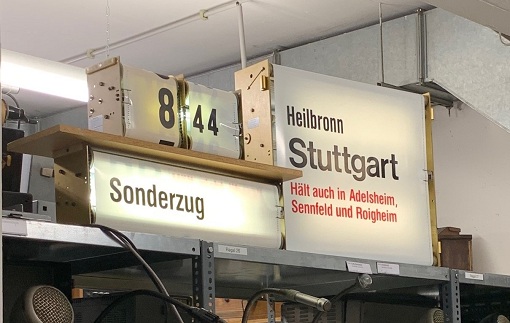 8 44
Sonderzug
Heilbronn
Stuttgart
Hält auch in Adelsheim,
Sennfeld und Roigheim